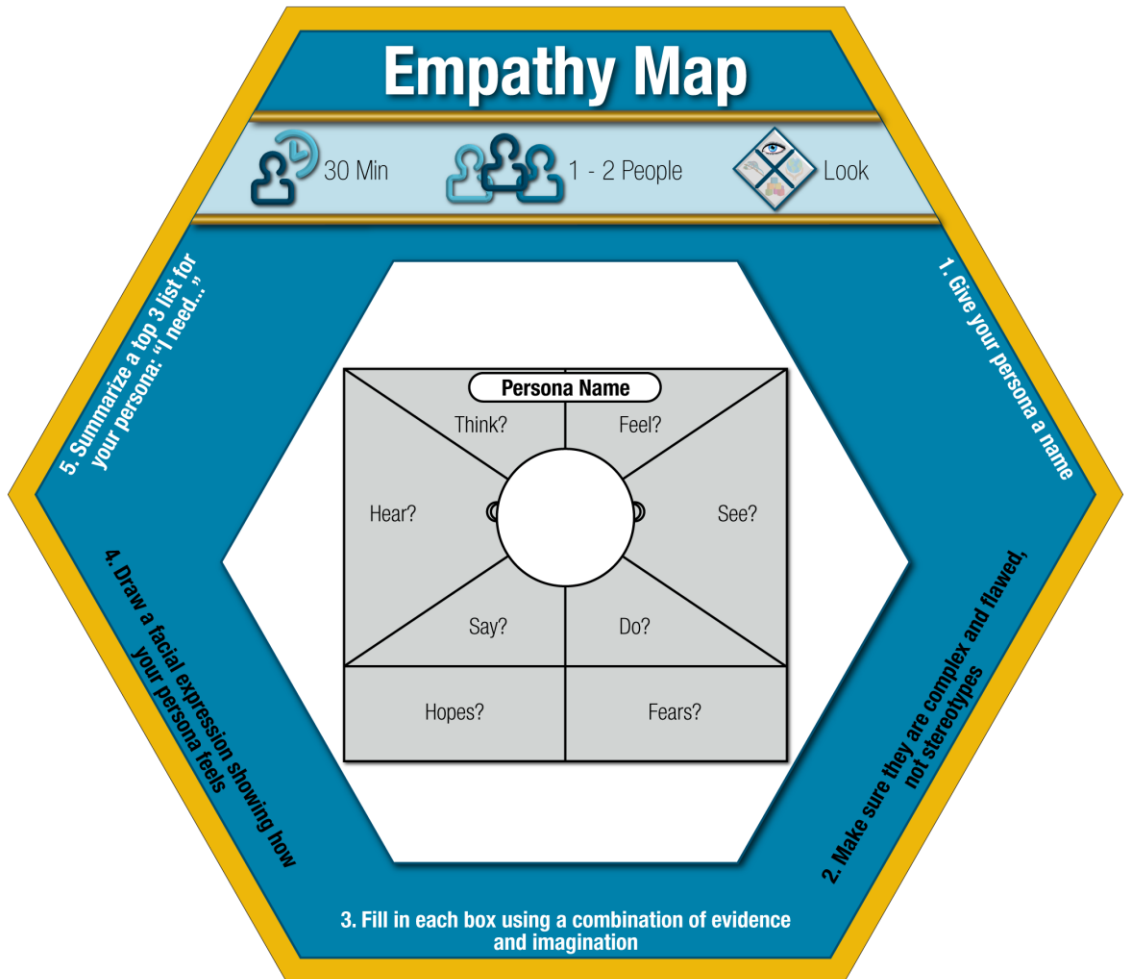 Empathy Map
30 Min
1 - 2 People
Look
1. Give your persona a name
2. Make sure they are complex and flawed,
not stereotypes
3. Fill in each box using a combination of evidence
and imagination
4. Draw a facial expression showing how
your persona feels
5. Summarize a top 3 list for
your persona: “I need...”
Persona Name
Think?
Feel?
Hear?
See?
Say?
Do?
Hopes?
Fears?